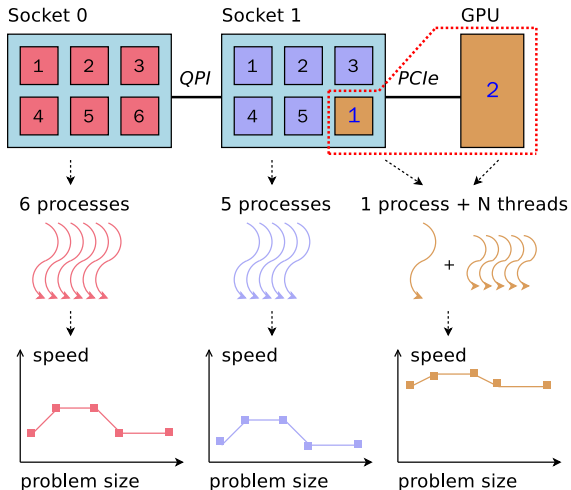 Socket 0
Socket 1
GPU
1 2 3
1 2 3
QPI
PCIe
2
4 5 6
4 5 1
6 processes
5 processes
1 process + N threads
+
speed
speed
speed
problem size
problem size
problem size